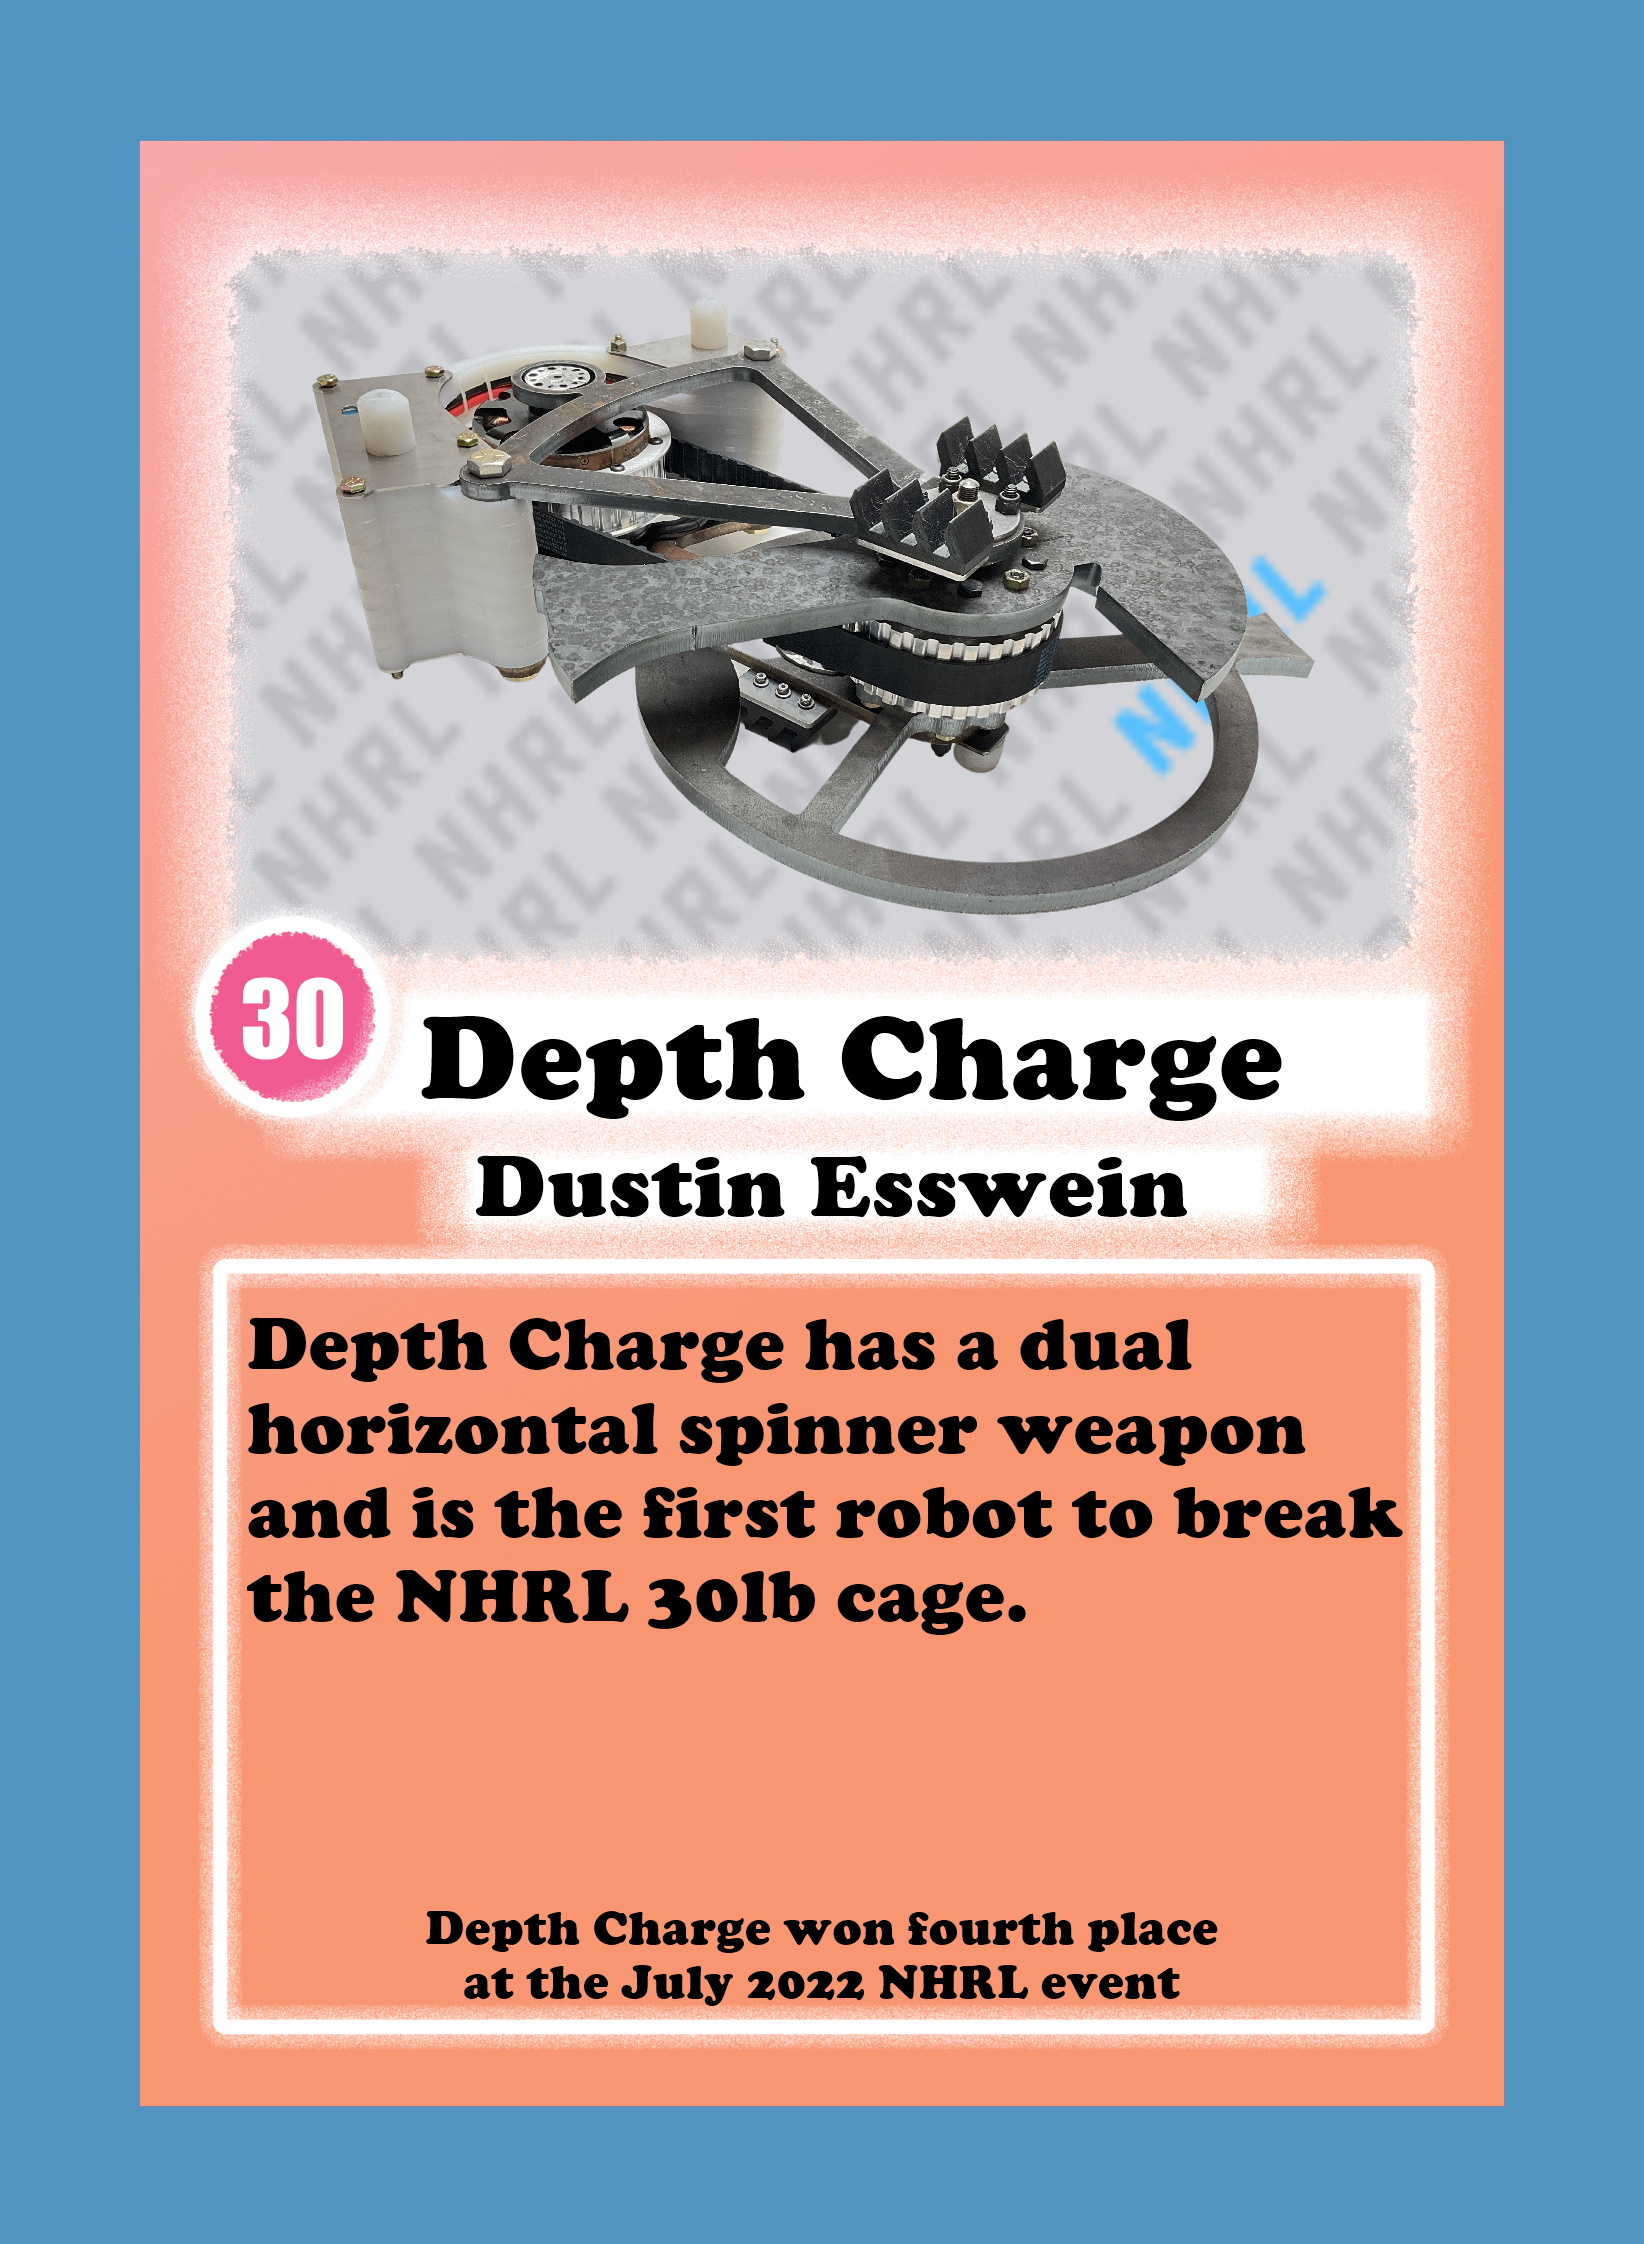 NHRL
30
Depth Charge
Dustin Esswein
Depth Charge has a dual
horizontal spinner weapon
and is the first robot to break
the NHRL 30lb cage.
Depth Charge won fourth place
at the July 2022 NHRL event